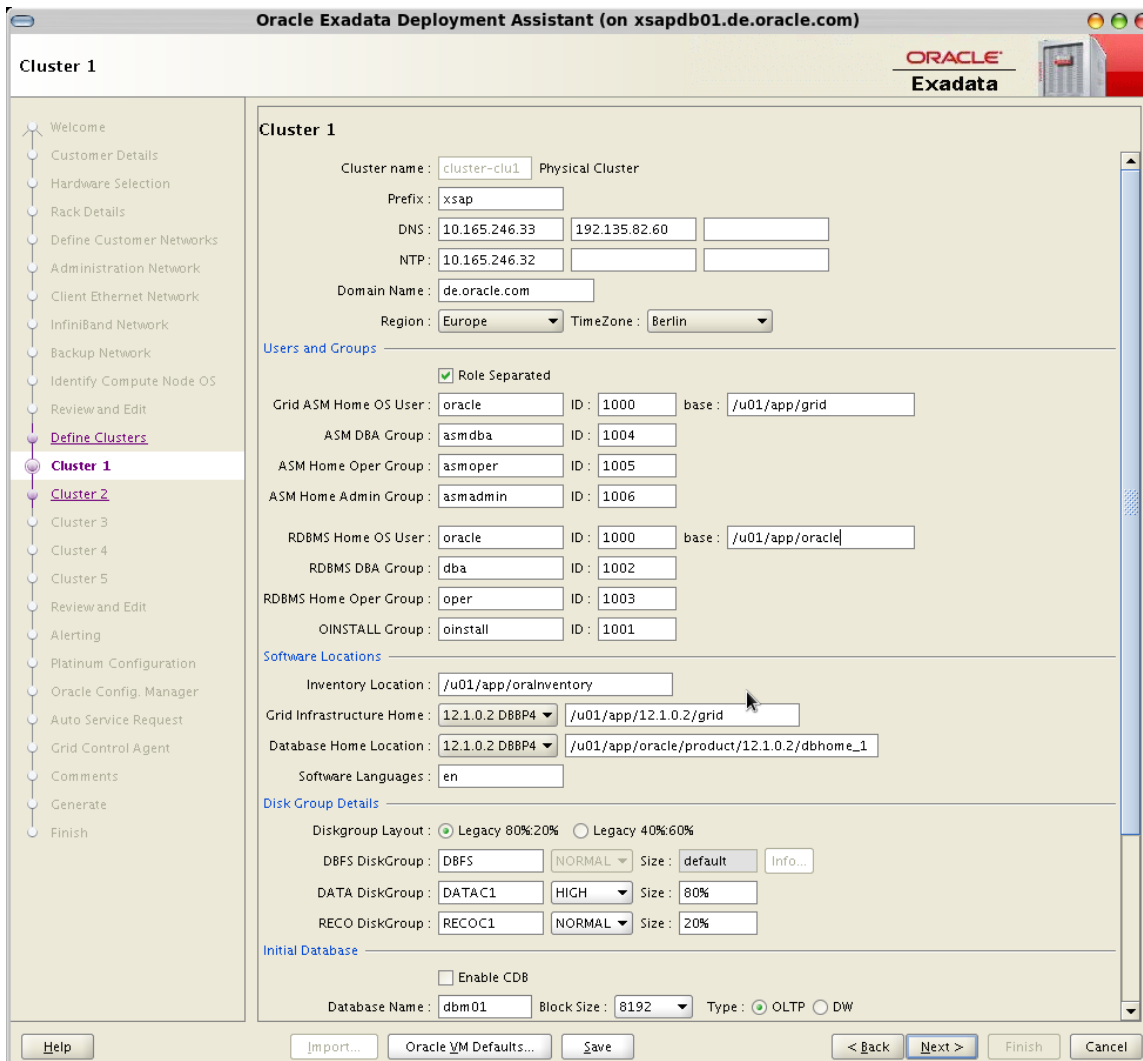 Oracle Exadata Deployment Assistant (on xsapdb01.de.oracle.com)
Cluster 1
ORACLE
Exadata
Welcome
Customer Details
Hardware Selection
Rack Details
Define Customer Networks
Administration Network
Client Ethernet Network
InfiniBand Network
Backup Network
Identify Compute Node OS
Review and Edit
Define Clusters
Cluster 1
Cluster 2
Cluster 3
Cluster 4
Cluster 5
Review and Edit
Alerting
Platinum Configuration
Oracle Config. Manager
Auto Service Request
Grid Control Agent
Comments
Generate
Finish
Cluster 1
Cluster name : cluster-clu1 Physical Cluster
Prefix : xsap
DNS : 10.165.246.33 192.135.82.60
NTP : 10.165.246.32
Domain Name : de.oracle.com
Region : Europe TimeZone : Berlin
Users and Groups
Role Separated
Grid ASM Home OS User : oracle ID : 1000 base : /u01/app/grid
ASM DBA Group : asmdba ID : 1004
ASM Home Oper Group : asmoper ID : 1005
ASM Home Admin Group : asmadmin ID : 1006
RDBMS Home OS User : oracle ID : 1000 base : /u01/app/oracle
RDBMS DBA Group : dba ID : 1002
RDBMS Home Oper Group : oper ID : 1003
OINSTALL Group : oinstall ID : 1001
Software Locations
Inventory Location : /u01/app/oraInventory
Grid Infrastructure Home : 12.1.0.2 DBBP4 /u01/app/12.1.0.2/grid
Database Home Location : 12.1.0.2 DBBP4 /u01/app/oracle/product/12.1.0.2/dbhome_1
Software Languages : en
Disk Group Details
Diskgroup Layout : Legacy 80%:20% Legacy 40%:60%
DBFS DiskGroup : DBFS NORMAL Size : default Info...
DATA DiskGroup : DATAC1 HIGH Size : 80%
RECO DiskGroup : RECOC1 NORMAL Size : 20%
Initial Database
Enable CDB
Database Name : dbm01 Block Size : 8192 Type : OLTP DW
Help Import... Oracle VM Defaults... Save < Back Next > Finish Cancel